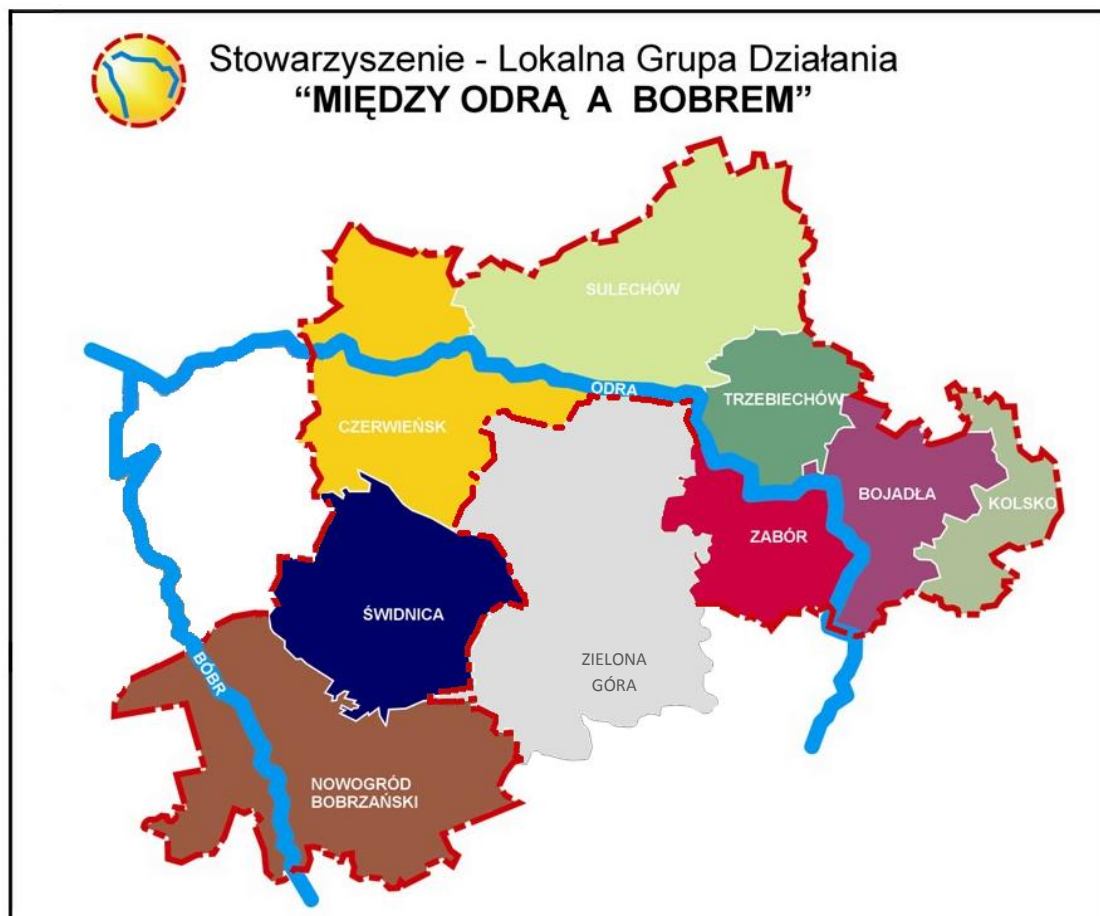 Stowarzyszenie - Lokalna Grupa Działania
“MIĘDZY ODRĄ A BOBREM”
SULECHÓW
ODRA
TRZEBIECHÓW
CZERWIEŃSK
BOJADŁA
KOLSKO
ZABÓR
ŚWIDNICA
ZIELONA
GÓRA
BÓBR
NOWOGRÓD
BOBRZAŃSKI